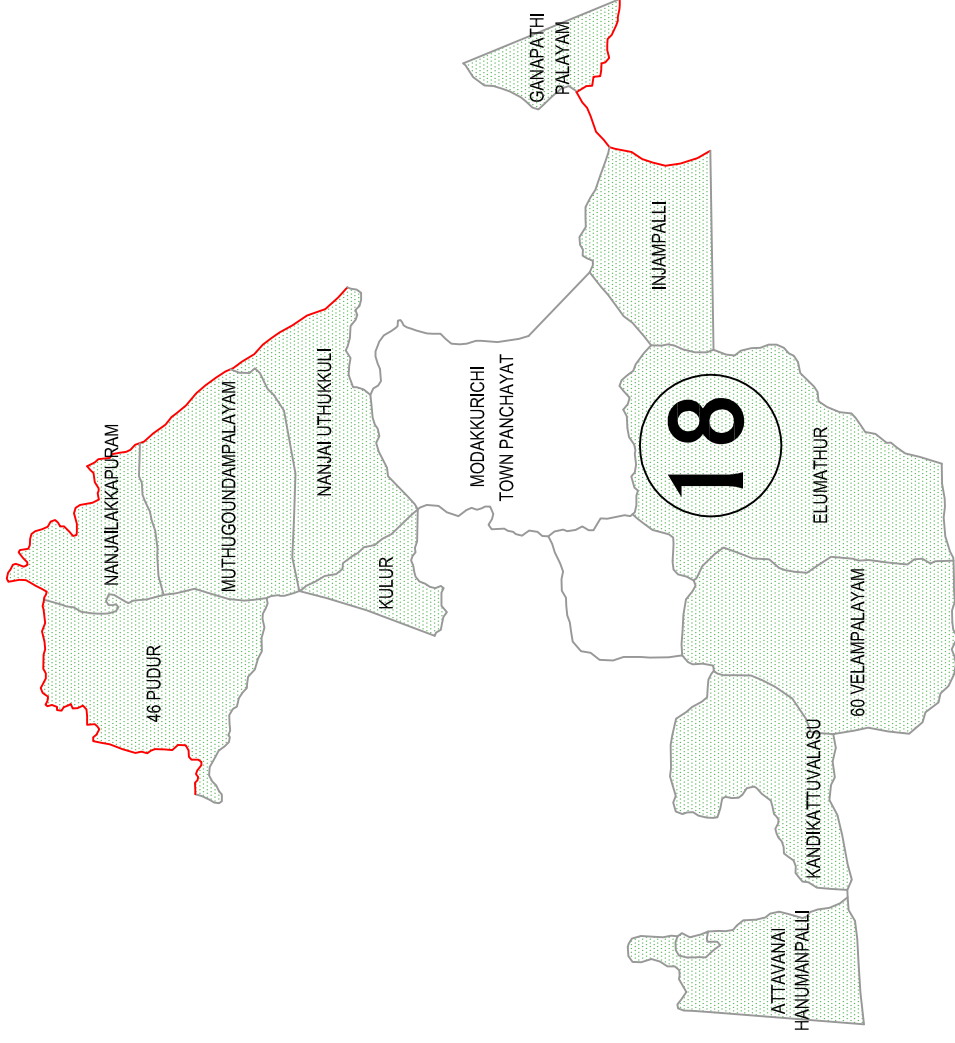 GANAPATHI
PALAYAM
INJAMPALLI
NANJAILAKKAPURAM
MUTHUGOUNDAMPALAYAM
NANJAI UTHUKKULI
MODAKKURICHI
TOWN PANCHAYAT
18
ELUMATHUR
KULUR
46 PUDUR
60 VELAMPALAYAM
KANDIKATTUVALASU
ATTAVANAI
HANUMANPALLI